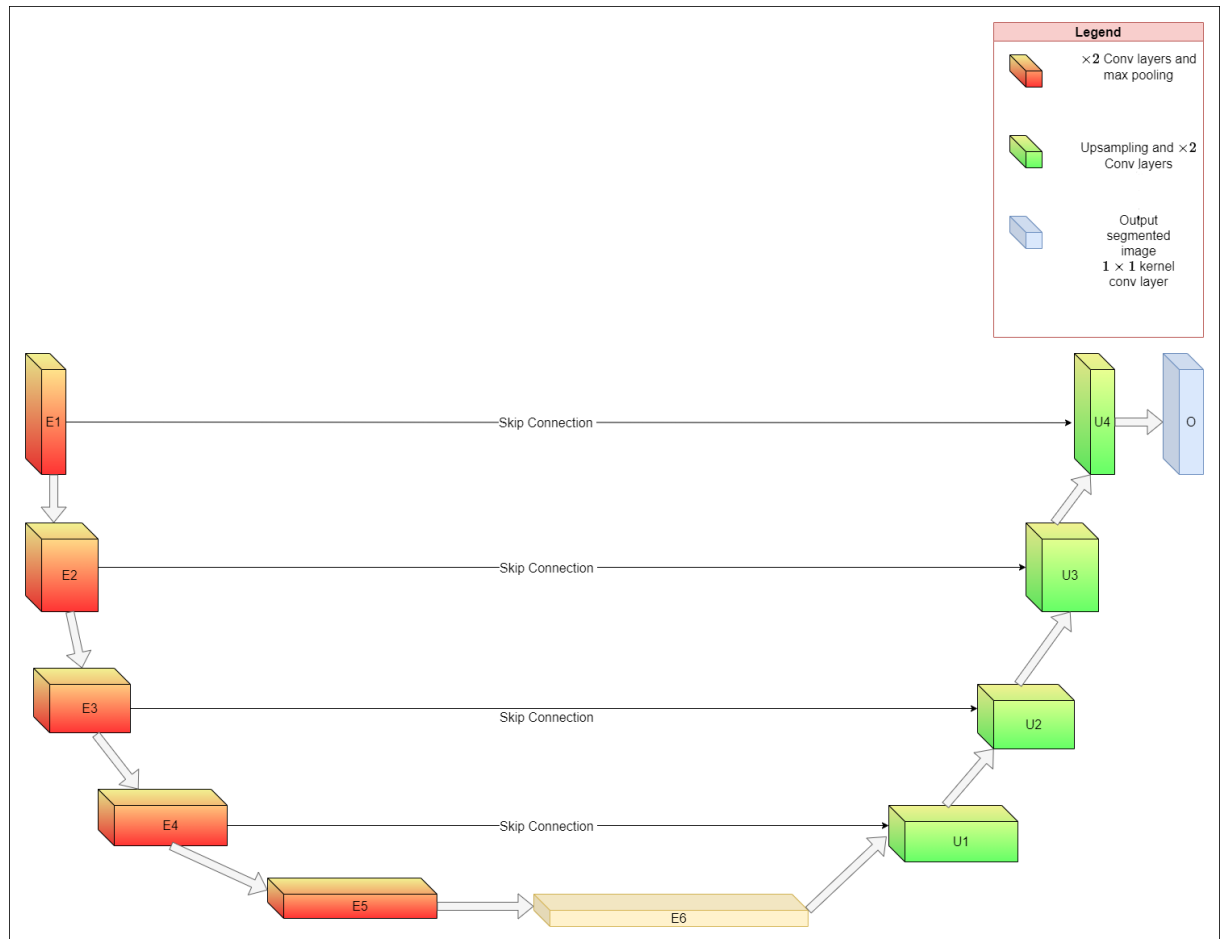 Legend
×2 Conv layers and
max pooling
Upsampling and ×2
Conv layers
Output
segmented
image
1 × 1 kernel
conv layer
E1
Skip Connection
U4
O
E2
Skip Connection
U3
E3
Skip Connection
U2
E4
Skip Connection
U1
E5
E6